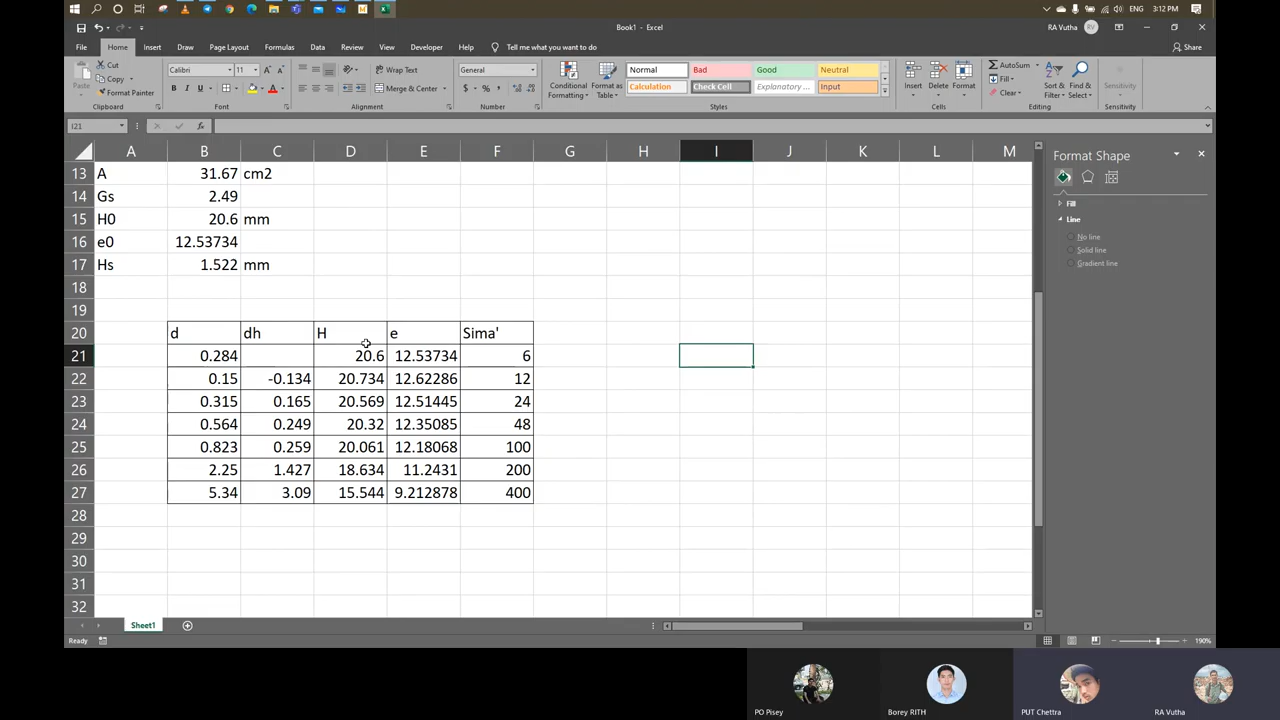 3:12 PM
Book1 - Excel
RA Vutha
RV
File Home Insert Draw Page Layout Formulas Data Review View Developer Help Tell me what you want to do Share
Paste
Cut
Copy
Format Painter
Clipboard
Calibri 11
B I U
Font
Wrap Text
Merge & Center
Alignment
General
$ % ,
Number
Conditional Formatting
Format as Table
Normal Bad Good Neutral
Calculation Check Cell Explanatory ... Input
Styles
Insert Delete Format
Cells
AutoSum
Fill
Clear
Sort & Filter
Find & Select
Editing
Sensitivity
Sensitivity
I21 fx
A B C D E F G H I J K L M
13 A 31.67 cm2
14 Gs 2.49
15 H0 20.6 mm
16 e0 12.53734
17 Hs 1.522 mm
18
19
20 d dh H e Sima'
21 0.284 20.6 12.53734 6
22 0.15 -0.134 20.734 12.62286 12
23 0.315 0.165 20.569 12.51445 24
24 0.564 0.249 20.32 12.35085 48
25 0.823 0.259 20.061 12.18068 100
26 2.25 1.427 18.634 11.2431 200
27 5.34 3.09 15.544 9.212878 400
28
29
30
31
32
Format Shape
Fill
Line
No line
Solid line
Gradient line
Sheet1
Ready
190%
PO Pisey
Borey RITH
PUT Chettra
RA Vutha